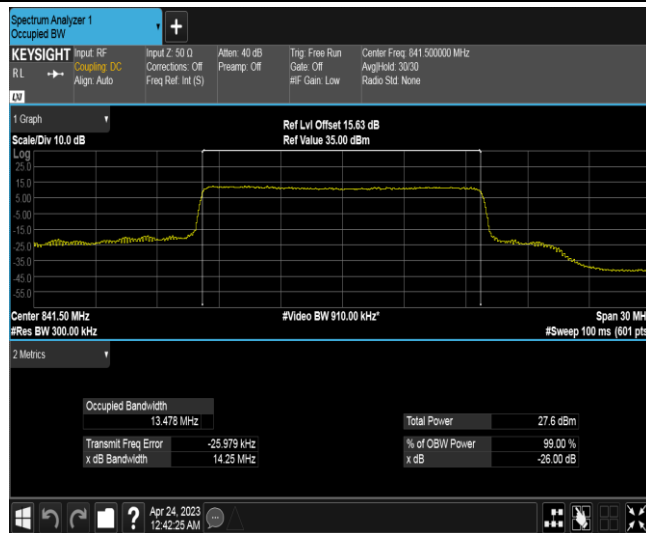 Spectrum Analyzer 1
Occupied BW
+
KEYSIGHT
RL
Input: RF
Coupling: DC
Align: Auto
Input Z: 50 Ω
Corrections: Off
Freq Ref: Int (S)
Atten: 40 dB
Preamp: Off
Trig: Free Run
Gate: Off
#IF Gain: Low
Center Freq: 841.500000 MHz
Avg|Hold: 30/30
Radio Std: None
1 Graph
Scale/Div 10.0 dB
Ref Lvl Offset 15.63 dB
Ref Value 35.00 dBm
Log
25.0
15.0
5.00
-5.00
-15.0
-25.0
-35.0
-45.0
-55.0
Center 841.50 MHz
#Res BW 300.00 kHz
#Video BW 910.00 kHz*
Span 30 MH
#Sweep 100 ms (601 pts
2 Metrics
Occupied Bandwidth
13.478 MHz
Transmit Freq Error -25.979 kHz
x dB Bandwidth 14.25 MHz
Total Power 27.6 dBm
% of OBW Power 99.00 %
x dB -26.00 dB
?
Apr 24, 2023
12:42:25 AM